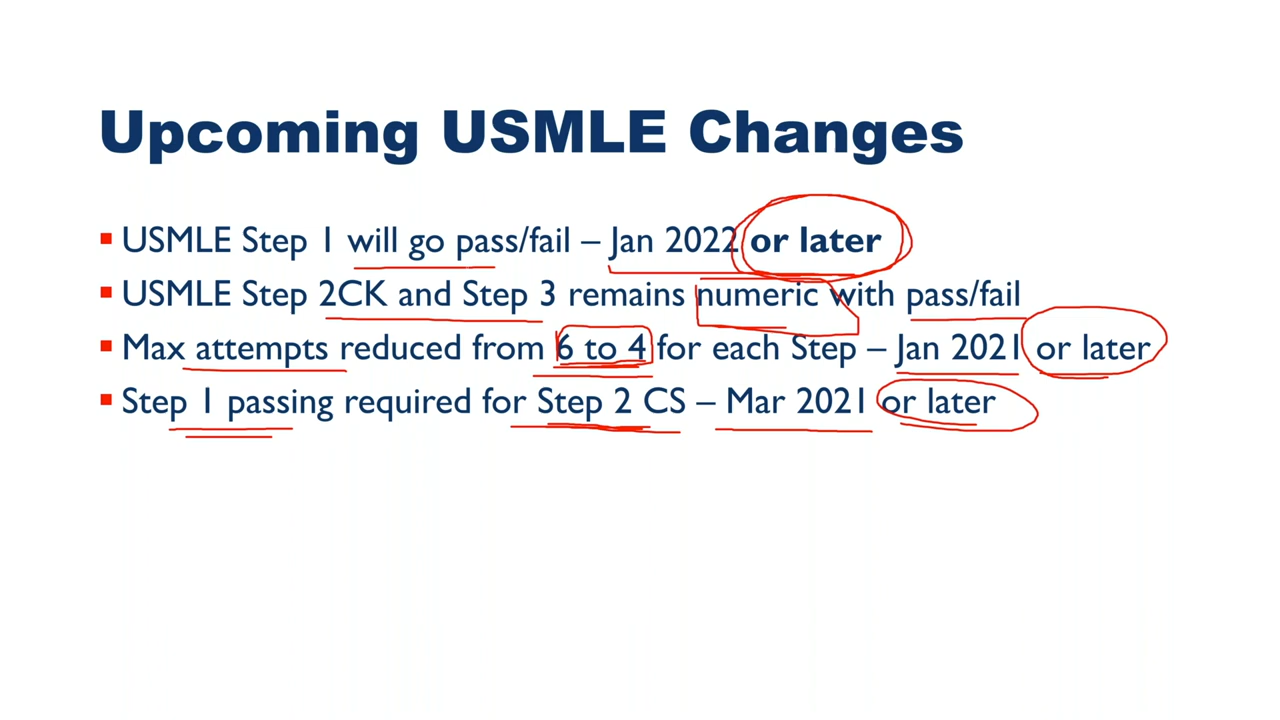 Upcoming USMLE Changes
USMLE Step 1 will go pass/fail – Jan 2022 or later
USMLE Step 2CK and Step 3 remains numeric with pass/fail
Max attempts reduced from 6 to 4 for each Step – Jan 2021 or later
Step 1 passing required for Step 2 CS – Mar 2021 or later